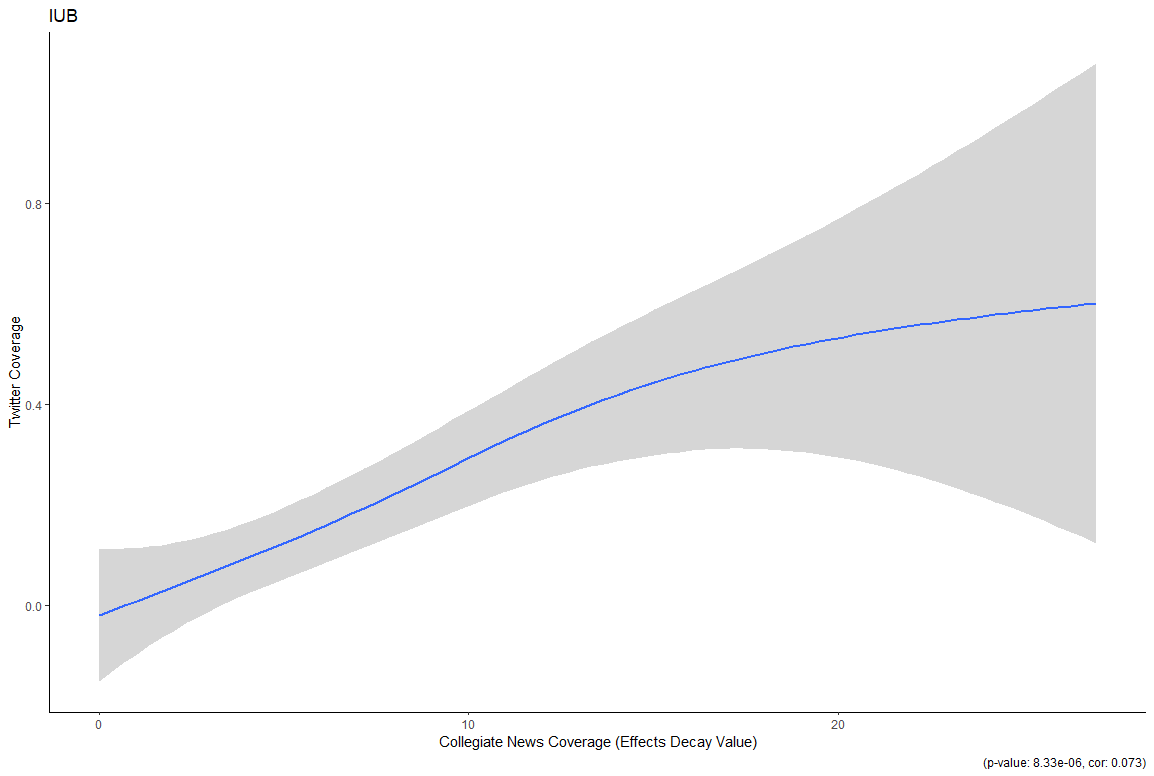 IUB
Twitter Coverage
0.8
0.4
0.0
0
10
20
Collegiate News Coverage (Effects Decay Value)
(p-value: 8.33e-06, cor: 0.073)